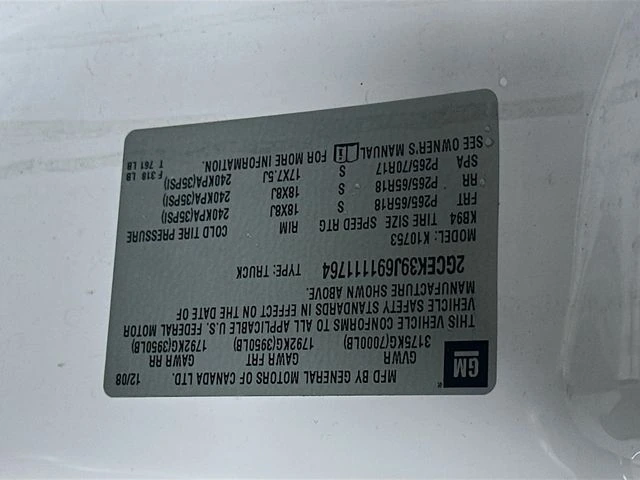 MFD BY GENERAL MOTORS OF CANADA LTD. 12/08
GM
GVWR GAWR FRT GAWR RR
3175KG(7000LB) 1792KG(3950LB) 1792KG(3950LB)
THIS VEHICLE CONFORMS TO ALL APPLICABLE U.S. FEDERAL MOTOR
VEHICLE SAFETY STANDARDS IN EFFECT ON THE DATE OF
MANUFACTURE SHOWN ABOVE.
2GCEK39J691111764 TYPE: TRUCK
MODEL: K10753
KB94 TIRE SIZE SPEED RTG RIM COLD TIRE PRESSURE
FRT P265/65R18 S 18X8J 240KPA(35PSI)
RR P265/65R18 S 18X8J 240KPA(35PSI)
SPA P265/70R17 S 17X7.5J 240KPA(35PSI)
SEE OWNER'S MANUAL FOR MORE INFORMATION.
F 318 LB
T 761 LB